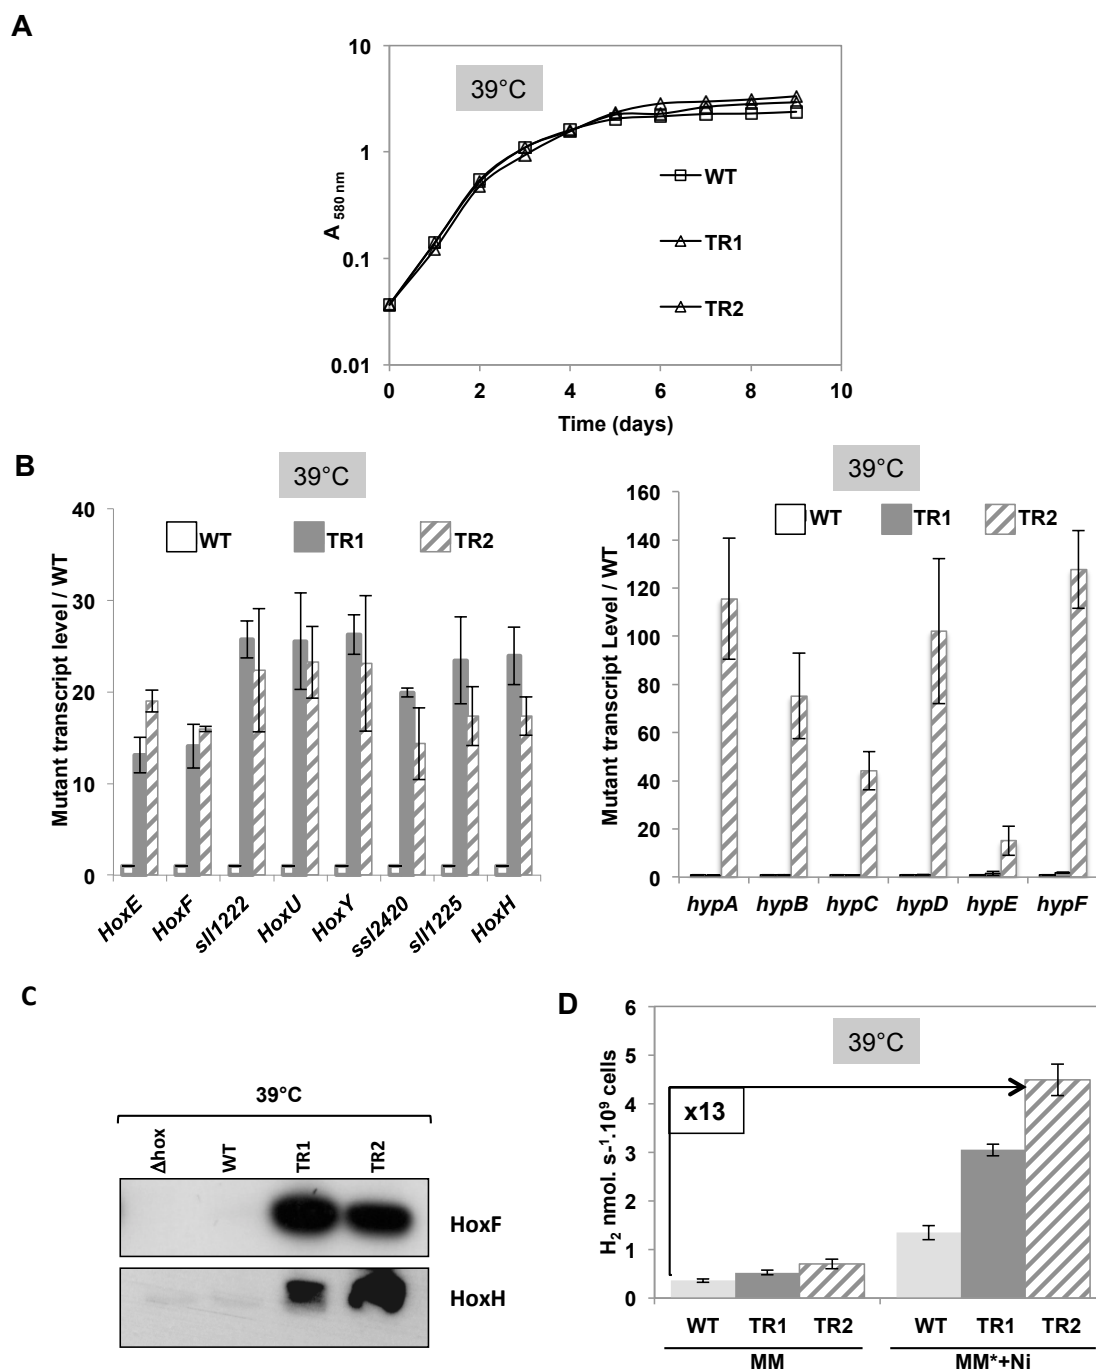 A
39°C
10
1
0.1
0.01
A 580 nm
WT
TR1
TR2
0 2 4 6 8 10
Time (days)
B
39°C
40
30
20
10
0
Mutant transcript level / WT
WT TR1 TR2
HoxE HoxF sll1222 HoxU HoxY ssl2420 sll1225 HoxH
39°C
160
140
120
100
80
60
40
20
0
Mutant transcript Level / WT
WT TR1 TR2
hypA hypB hypC hypD hypE hypF
C
39°C
Δhox WT TR1 TR2
HoxF
HoxH
D
39°C
6
5
4
3
2
1
0
H2 nmol. s-1.10^9 cells
x13
WT TR1 TR2 WT TR1 TR2
MM MM*+Ni